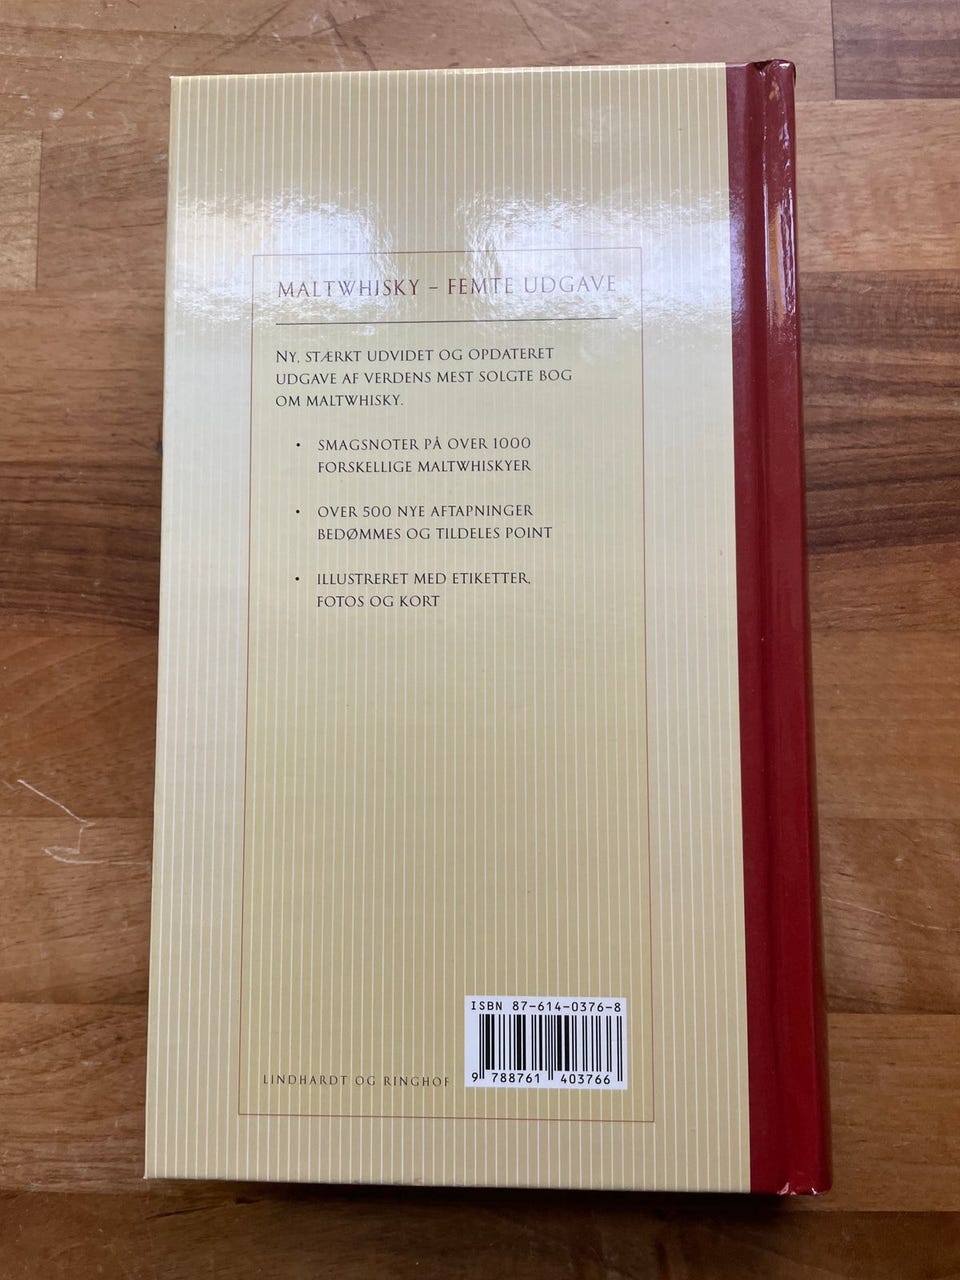 MALTWHISKY – FEMTE UDGAVE
NY, STÆRKT UDVIDET OG OPDATERET
UDGAVE AF VERDENS MEST SOLGTE BOG
OM MALTWHISKY.
• SMAGSNOTER PÅ OVER 1000
FORSKELLIGE MALTWHISKYER
• OVER 500 NYE AFTAPNINGER
BEDØMMES OG TILDELES POINT
• ILLUSTRERET MED ETIKETTER,
FOTOS OG KORT
ISBN 87-614-0376-8
9 788761 403766
LINDHARDT OG RINGHOF